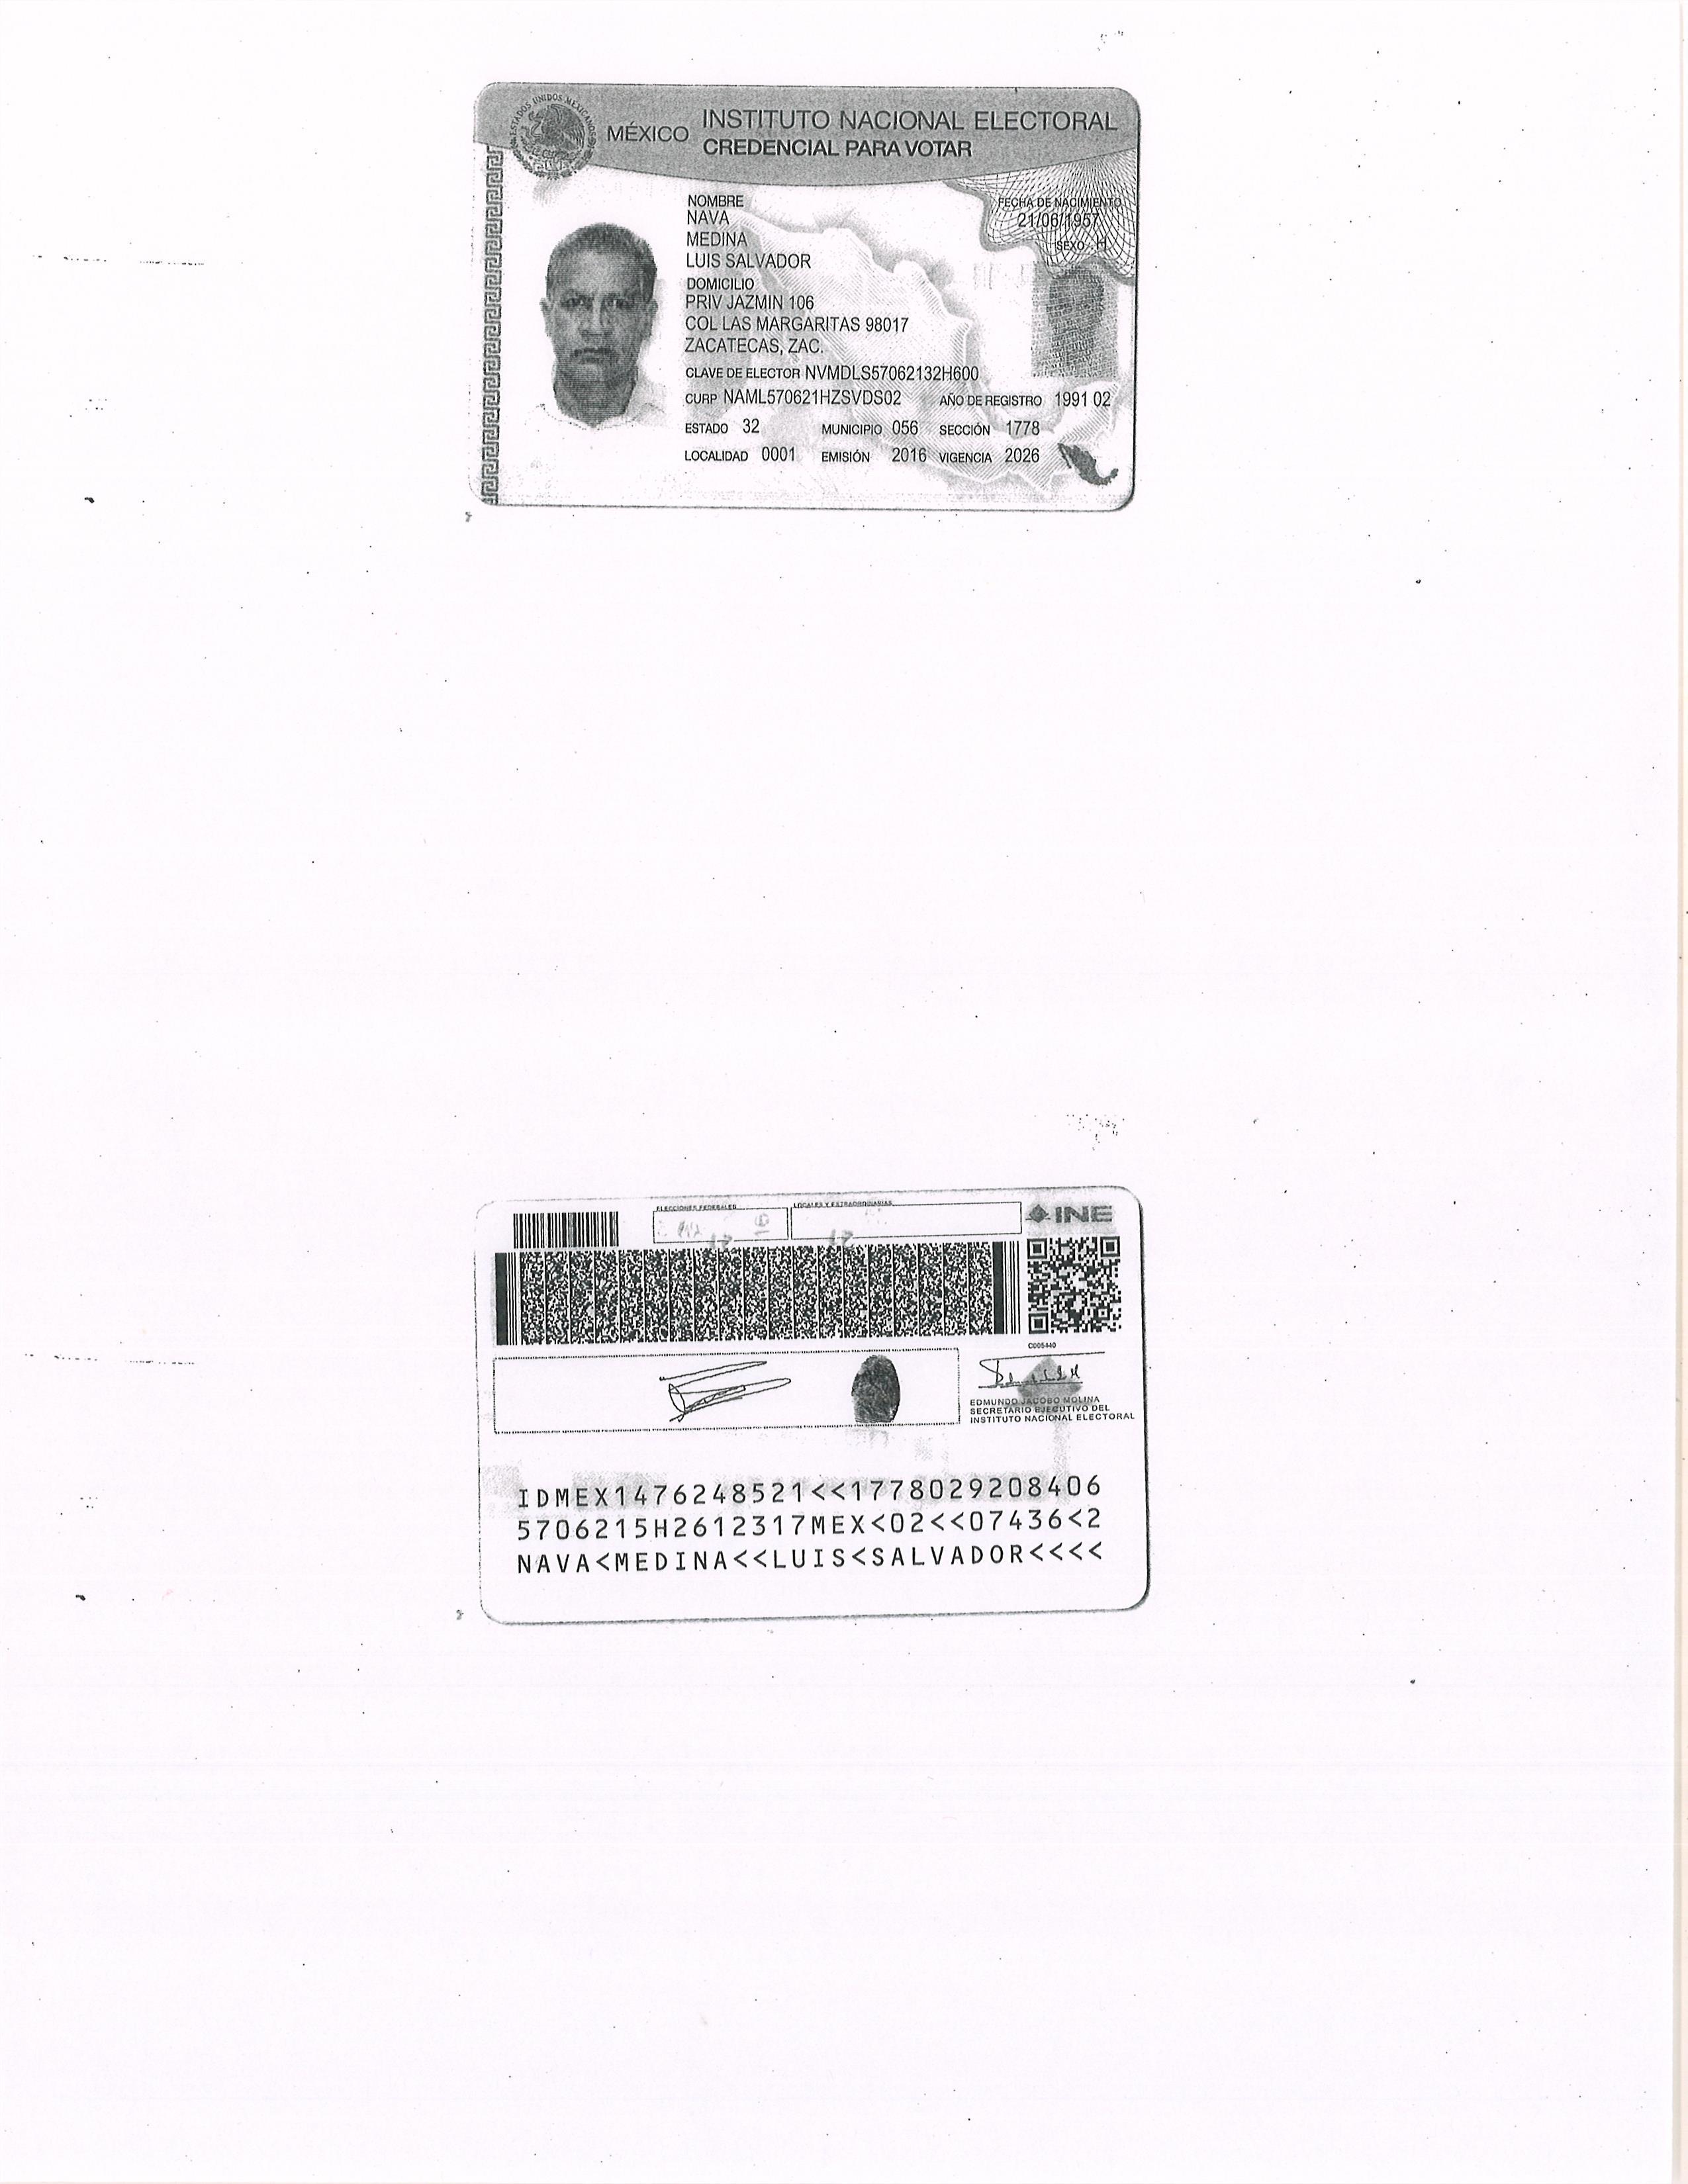 ESTADOS UNIDOS MEXICANOS
MÉXICO
INSTITUTO NACIONAL ELECTORAL
CREDENCIAL PARA VOTAR
NOMBRE
NAVA
MEDINA
LUIS SALVADOR
FECHA DE NACIMIENTO
21/06/1957
SEXO H
DOMICILIO
PRIV JAZMIN 106
COL LAS MARGARITAS 98017
ZACATECAS, ZAC.
CLAVE DE ELECTOR NVMDLS57062132H600
CURP NAML570621HZSVDS02 AÑO DE REGISTRO 1991 02
ESTADO 32 MUNICIPIO 056 SECCIÓN 1778
LOCALIDAD 0001 EMISIÓN 2016 VIGENCIA 2026
ELECCIONES FEDERALES LOCALES Y EXTRAORDINARIAS
INE
EDMUNDO JACOBO MOLINA
SECRETARIO EJECUTIVO DEL
INSTITUTO NACIONAL ELECTORAL
IDMEX1476248521<<1778029208406
5706215H2612317MEX<02<<07436<2
NAVA<MEDINA<<LUIS<SALVADOR<<<<